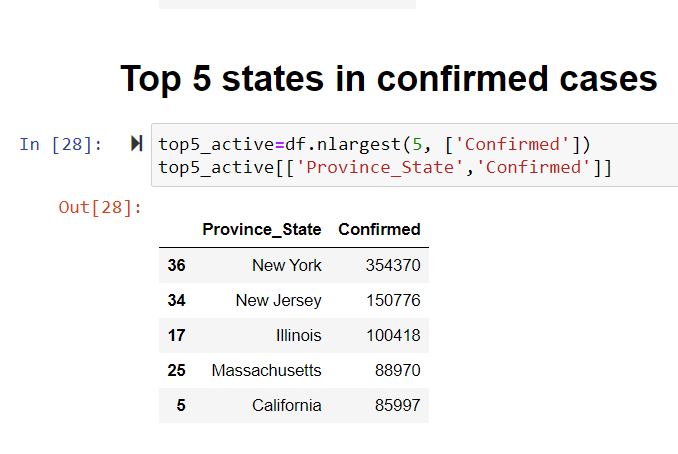 Top 5 states in confirmed cases
In [28]: top5_active=df.nlargest(5, ['Confirmed'])
top5_active[['Province_State','Confirmed']]
Out[28]:
Province_State Confirmed
36 New York 354370
34 New Jersey 150776
17 Illinois 100418
25 Massachusetts 88970
5 California 85997